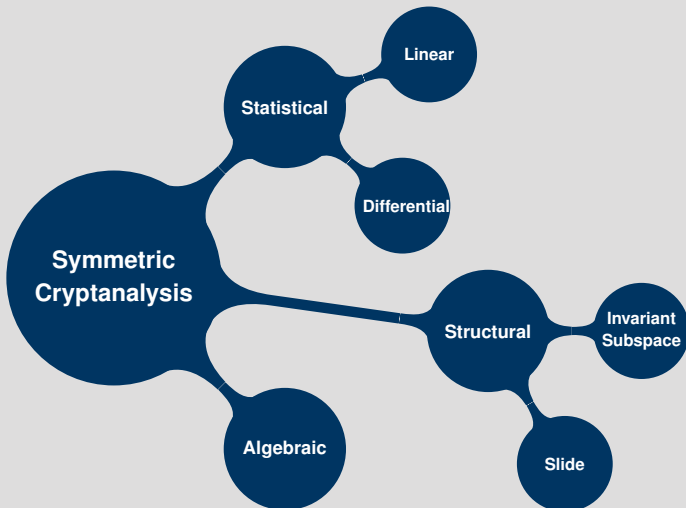 Linear
Statistical
Differential
Symmetric
Cryptanalysis
Invariant
Subspace
Structural
Algebraic
Slide